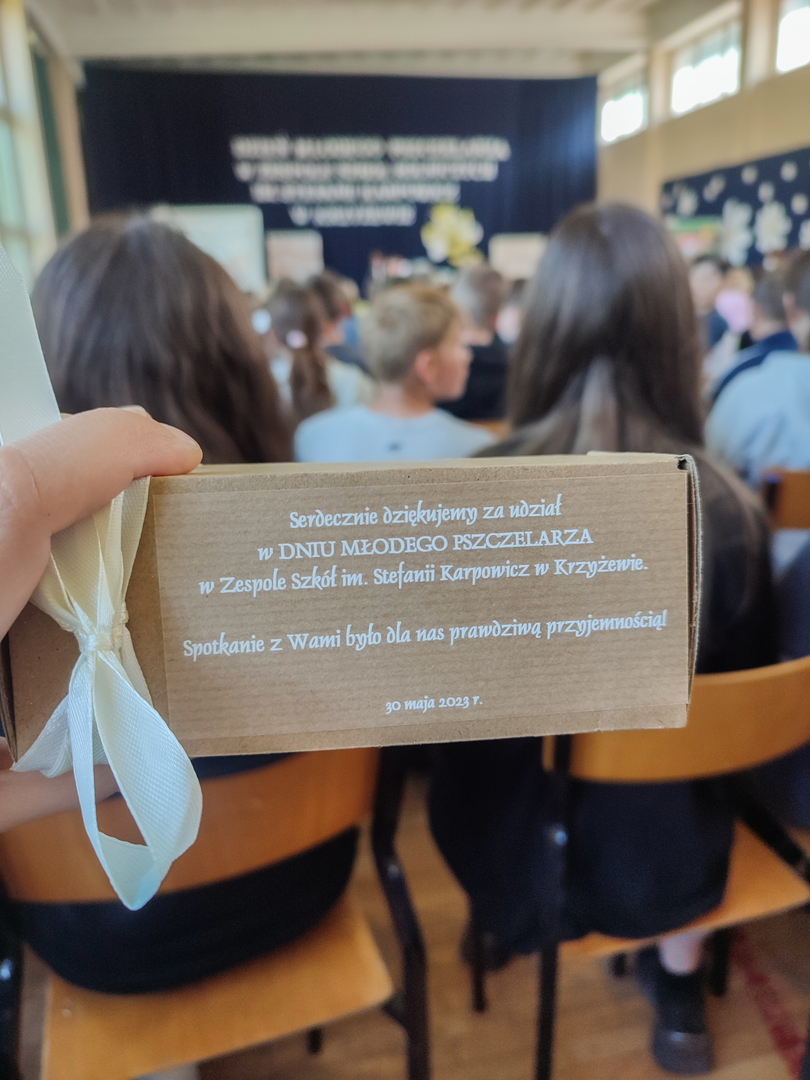 Serdecznie dziękujemy za udział
w DNIU MŁODEGO PSZCZELARZA
w Zespole Szkół im. Stefanii Karpowicz w Krzyżewie.
Spotkanie z Wami było dla nas prawdziwą przyjemnością!
30 maja 2023 r.